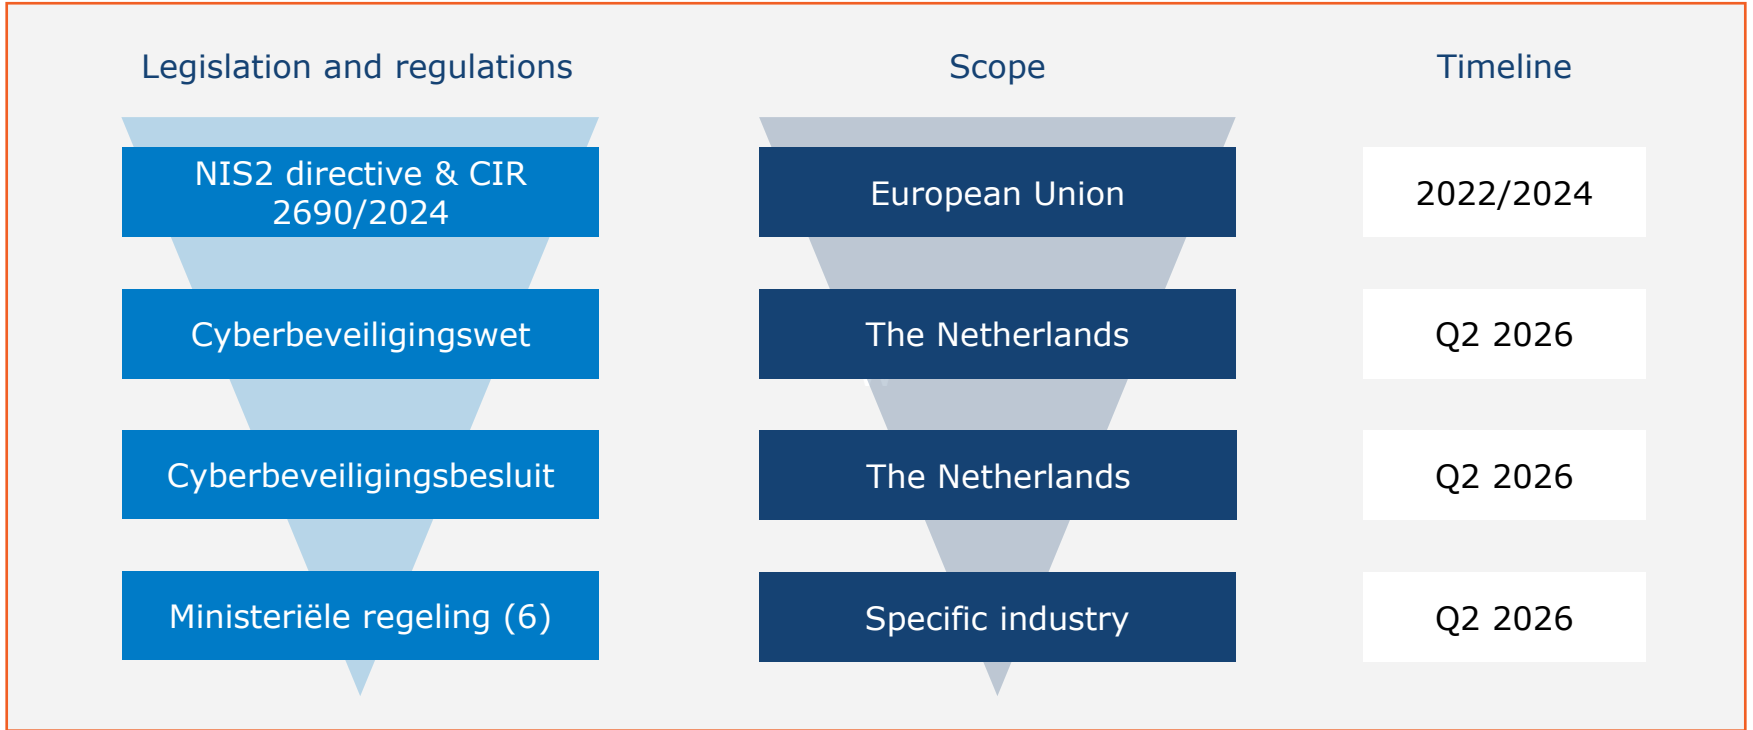 Legislation and regulations
Scope
Timeline
NIS2 directive & CIR
2690/2024
European Union
2022/2024
Cyberbeveiligingswet
The Netherlands
Q2 2026
Cyberbeveiligingsbesluit
The Netherlands
Q2 2026
Ministeriële regeling (6)
Specific industry
Q2 2026